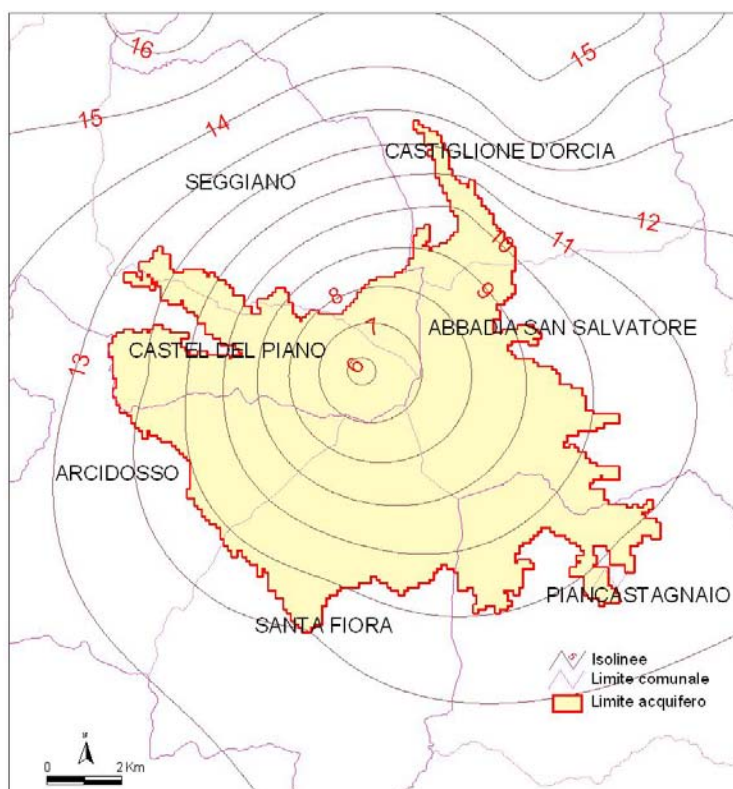 16
15
15
14
CASTIGLIONE D'ORCIA
SEGGIANO
12
11
10
9
8
7
ABBADIA SAN SALVATORE
CASTEL DEL PIANO
6
13
ARCIDOSSO
PIANCASTAGNAIO
SANTA FIORA
Isolinee
Limite comunale
Limite acquifero
0 2 Km